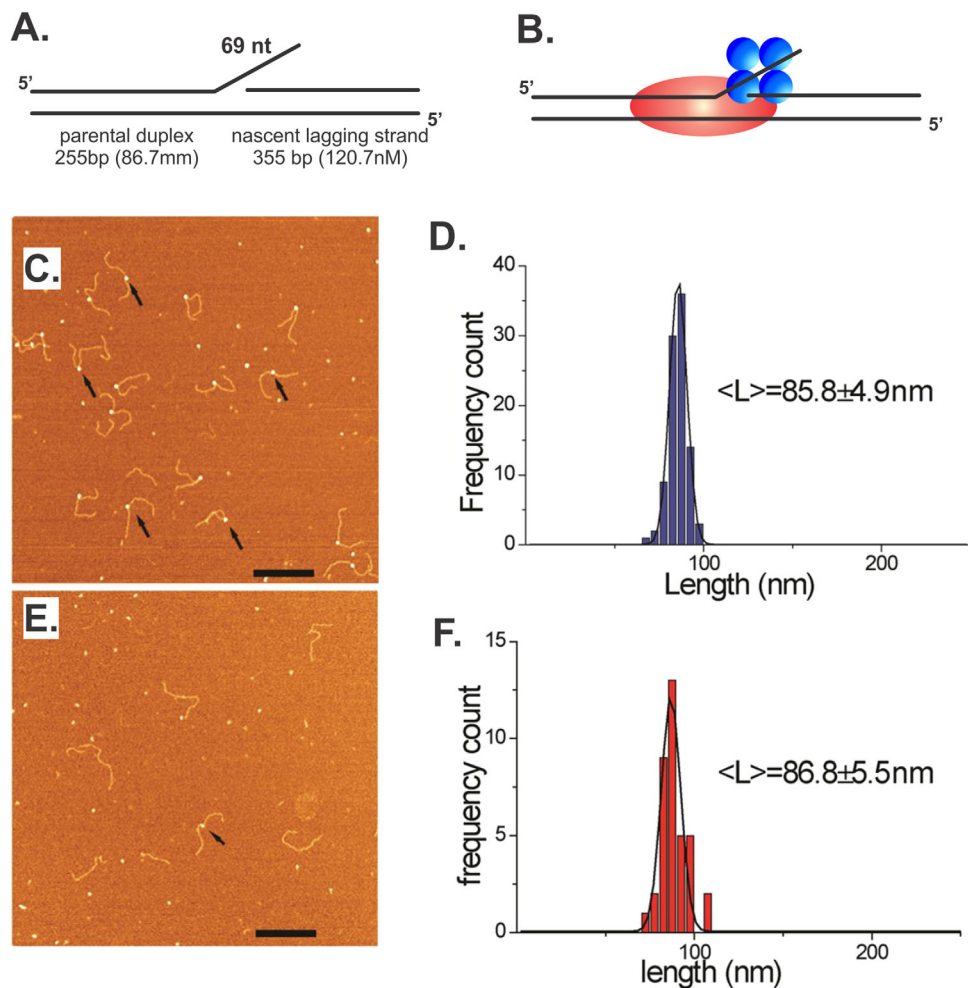 A.
69 nt
5’
5’
parental duplex
255bp (86.7mm)
nascent lagging strand
355 bp (120.7nM)
B.
5’
5’
C.
D.
40
30
20
10
0
Frequency count
<L>=85.8±4.9nm
100
200
Length (nm)
E.
F.
15
10
5
0
frequency count
<L>=86.8±5.5nm
100
200
length (nm)